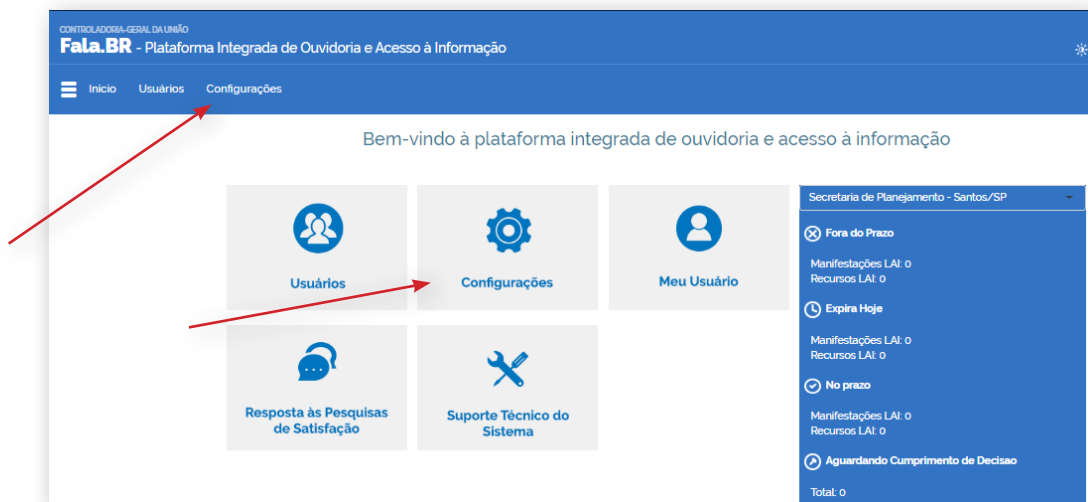 CONTROLADORIA-GERAL DA UNIÃO
Fala.BR - Plataforma Integrada de Ouvidoria e Acesso à Informação
Início Usuários Configurações
Bem-vindo à plataforma integrada de ouvidoria e acesso à informação
Usuários
Configurações
Meu Usuário
Resposta às Pesquisas
de Satisfação
Suporte Técnico do
Sistema
Secretaria de Planejamento - Santos/SP
Fora do Prazo
Manifestações LAI: 0
Recursos LAI: 0
Expira Hoje
Manifestações LAI: 0
Recursos LAI: 0
No prazo
Manifestações LAI: 0
Recursos LAI: 0
Aguardando Cumprimento de Decisao
Total: 0